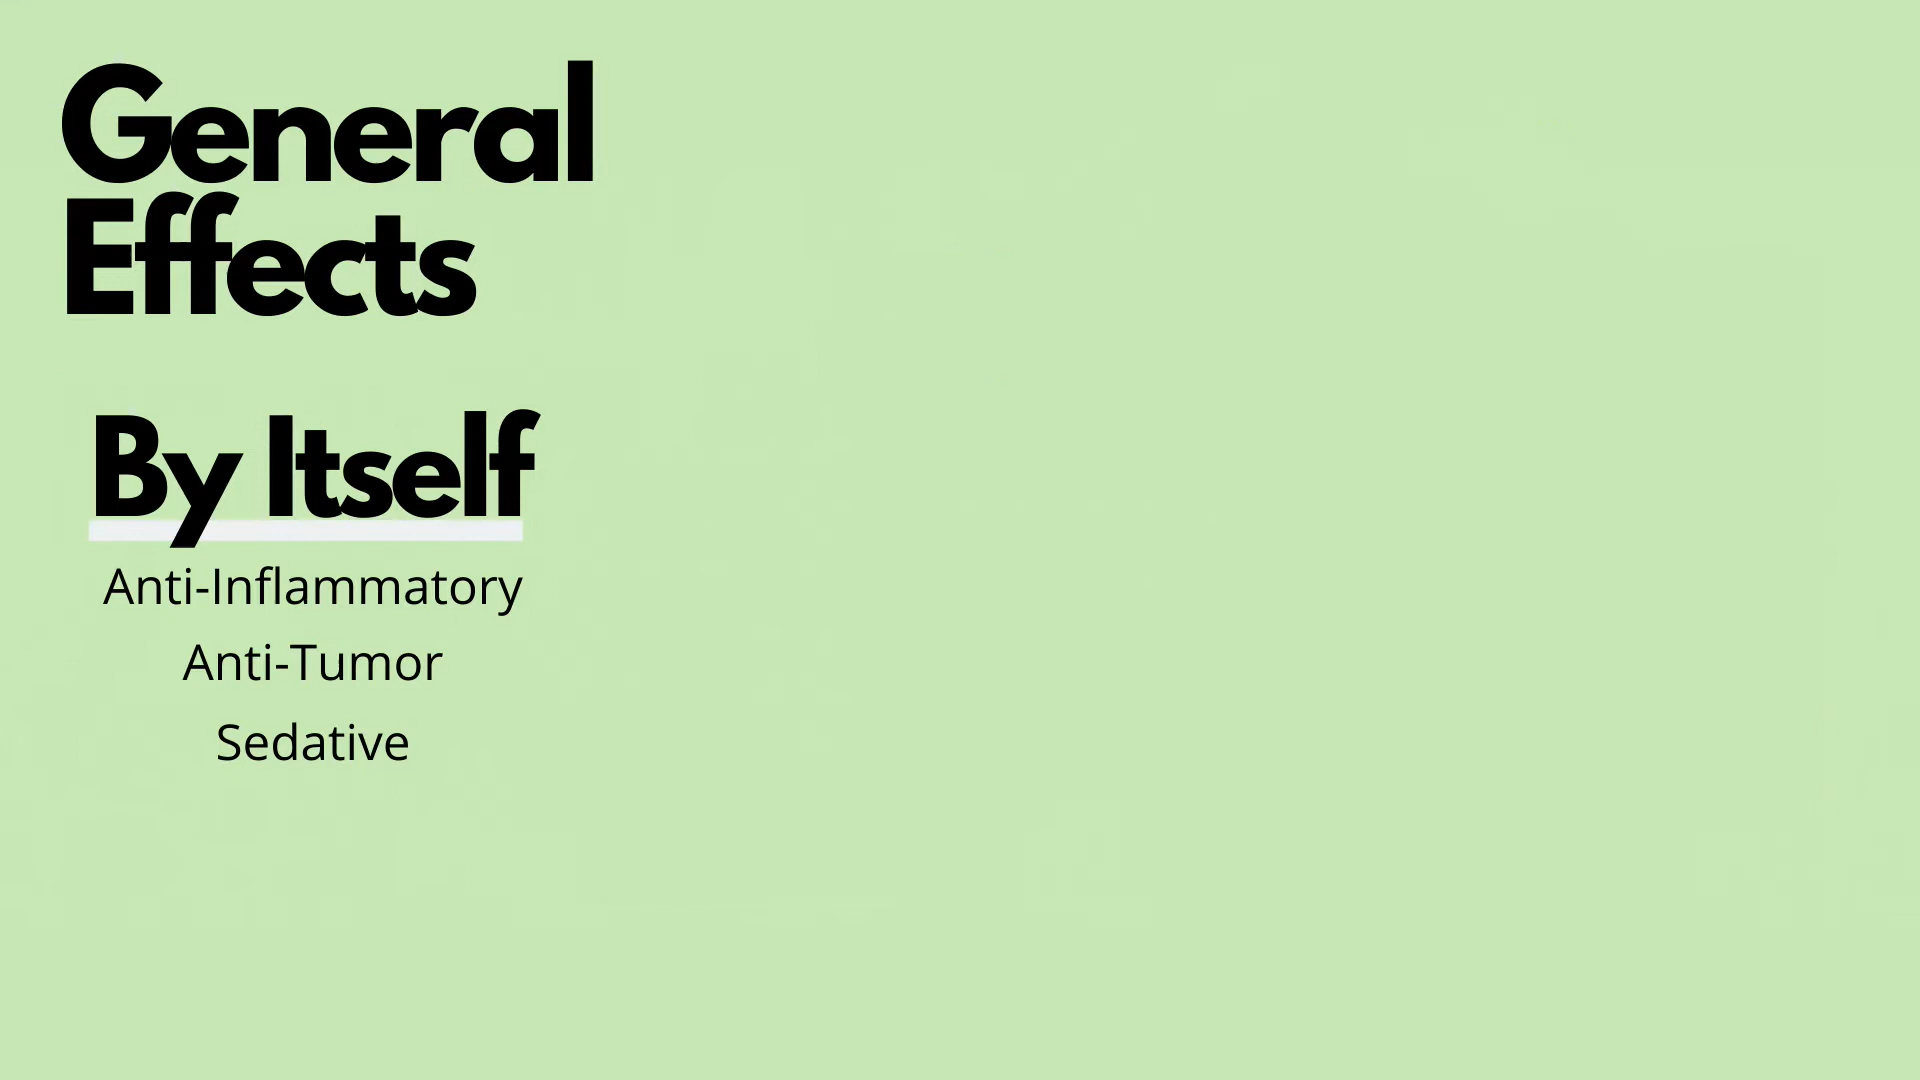 General
Effects
By Itself
Anti-Inflammatory
Anti-Tumor
Sedative